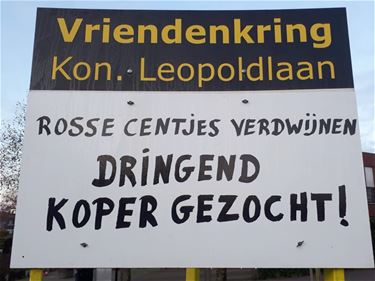 Vriendenkring
Kon. Leopoldlaan
ROSSE CENTJES VERDWIJNEN
DRINGEND
KOPER GEZOCHT!